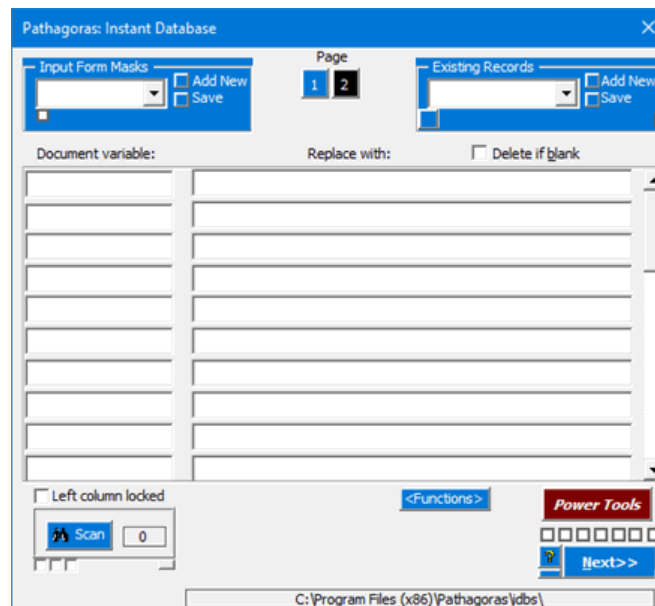 Pathagoras: Instant Database
Input Form Masks
Add New
Save
Page
1 2
Existing Records
Add New
Save
Document variable: Replace with: Delete if blank
Left column locked
Scan 0
<Functions>
Power Tools
?
Next>>
C:\Program Files (x86)\Pathagoras\idbs\